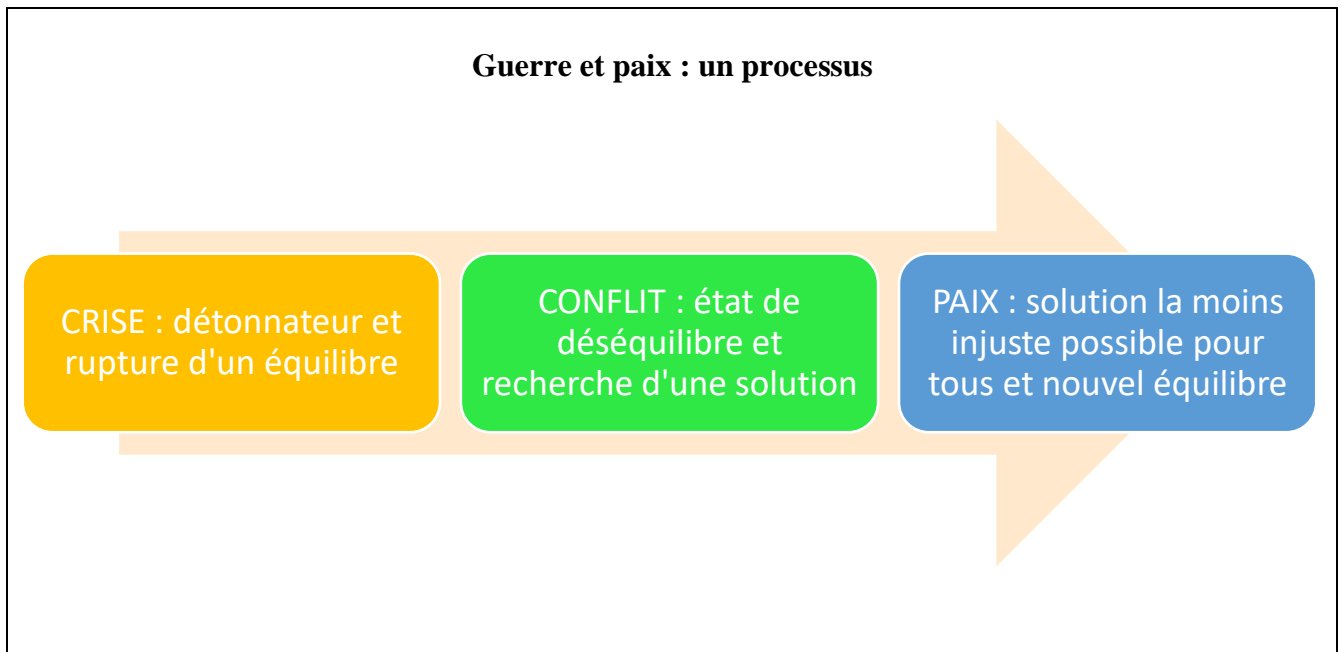 Guerre et paix : un processus
CRISE : détonnateur et
rupture d'un équilibre
CONFLIT : état de
déséquilibre et
recherche d'une solution
PAIX : solution la moins
injuste possible pour
tous et nouvel équilibre